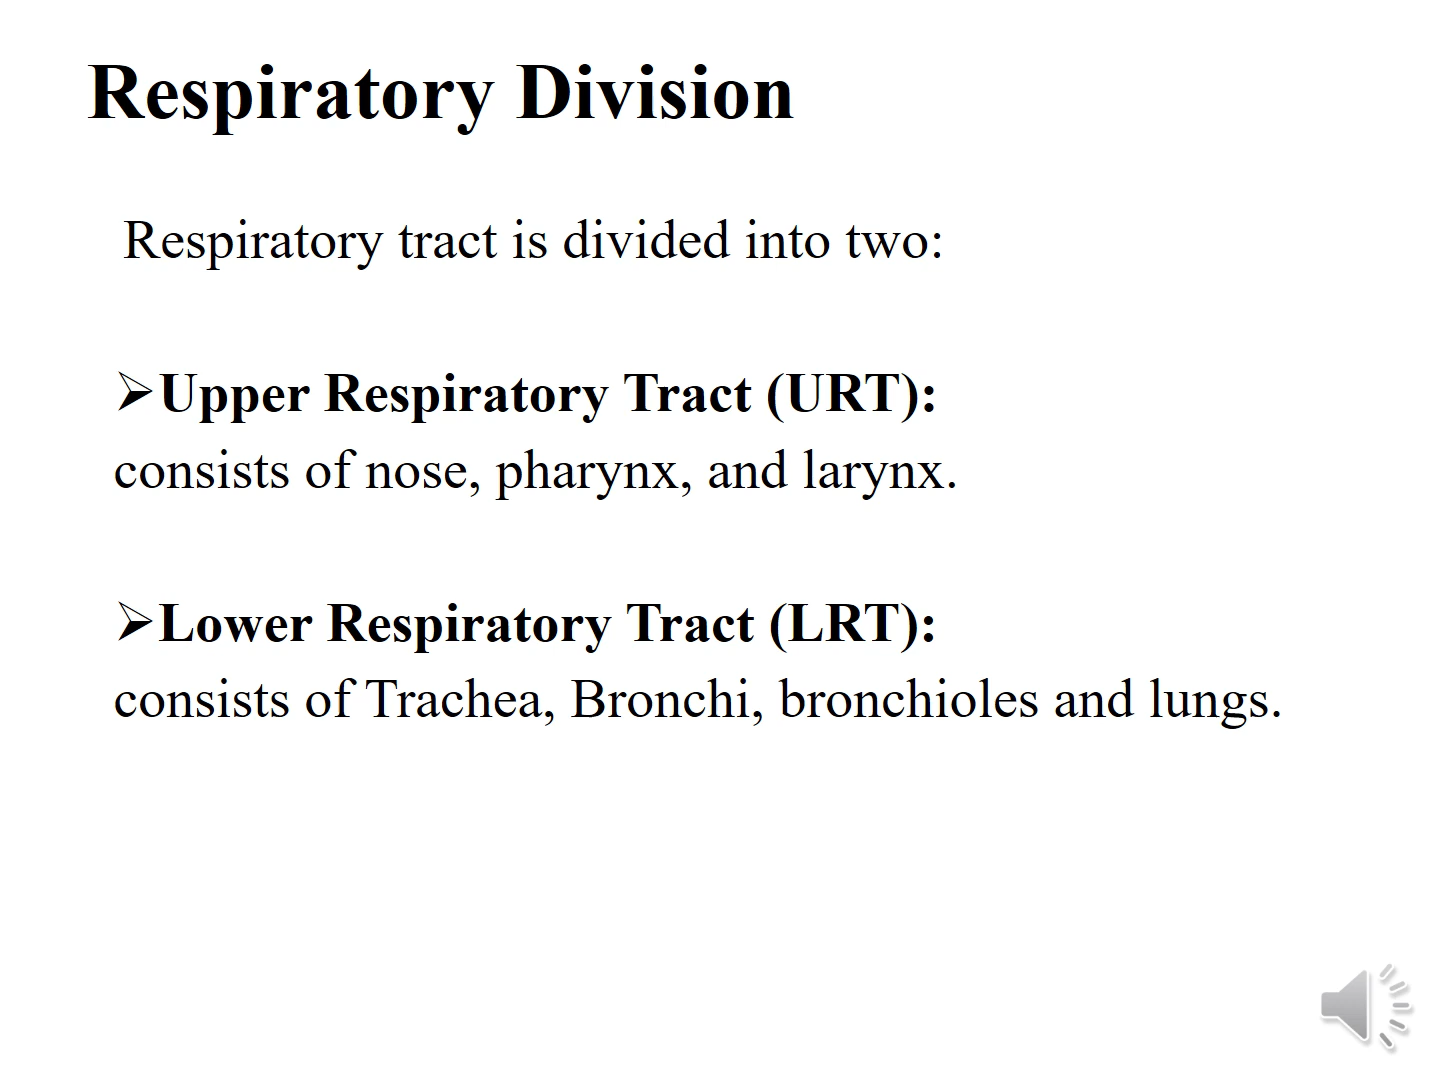 Respiratory Division
Respiratory tract is divided into two:
➢Upper Respiratory Tract (URT):
consists of nose, pharynx, and larynx.
➢Lower Respiratory Tract (LRT):
consists of Trachea, Bronchi, bronchioles and lungs.